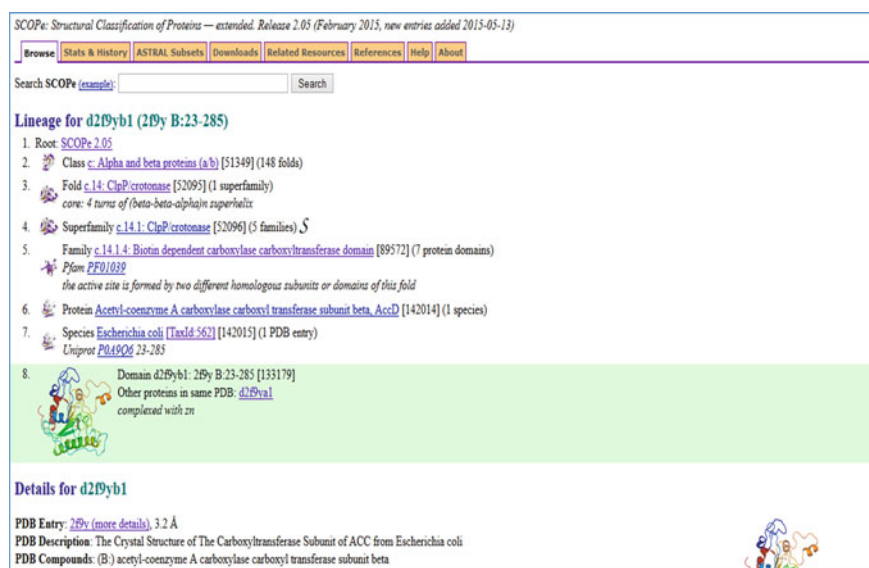 SCOPe: Structural Classification of Proteins — extended. Release 2.05 (February 2015, new entries added 2015-05-13)
Browse Stats & History ASTRAL Subsets Downloads Related Resources References Help About
Search SCOPe (example): Search
Lineage for d2f9yb1 (2f9y B:23-285)
1. Root: SCOPe 2.05
2. Class c: Alpha and beta proteins (a/b) [51349] (148 folds)
3. Fold c.14: ClpP/crotonase [52095] (1 superfamily)
core: 4 turns of (beta-beta-alpha)n superhelix
4. Superfamily c.14.1: ClpP/crotonase [52096] (5 families) S
5. Family c.14.1.4: Biotin dependent carboxylase carboxyltransferase domain [89572] (7 protein domains)
Pfam PF01039
the active site is formed by two different homologous subunits or domains of this fold
6. Protein Acetyl-coenzyme A carboxylase carboxyl transferase subunit beta, AccD [142014] (1 species)
7. Species Escherichia coli [TaxId:562] [142015] (1 PDB entry)
Uniprot P0A9Q6 23-285
8. Domain d2f9yb1: 2f9y B:23-285 [133179]
Other proteins in same PDB: d2f9ya1
complexed with zn
Details for d2f9yb1
PDB Entry: 2f9y (more details), 3.2 Å
PDB Description: The Crystal Structure of The Carboxyltransferase Subunit of ACC from Escherichia coli
PDB Compounds: (B:) acetyl-coenzyme A carboxylase carboxyl transferase subunit beta